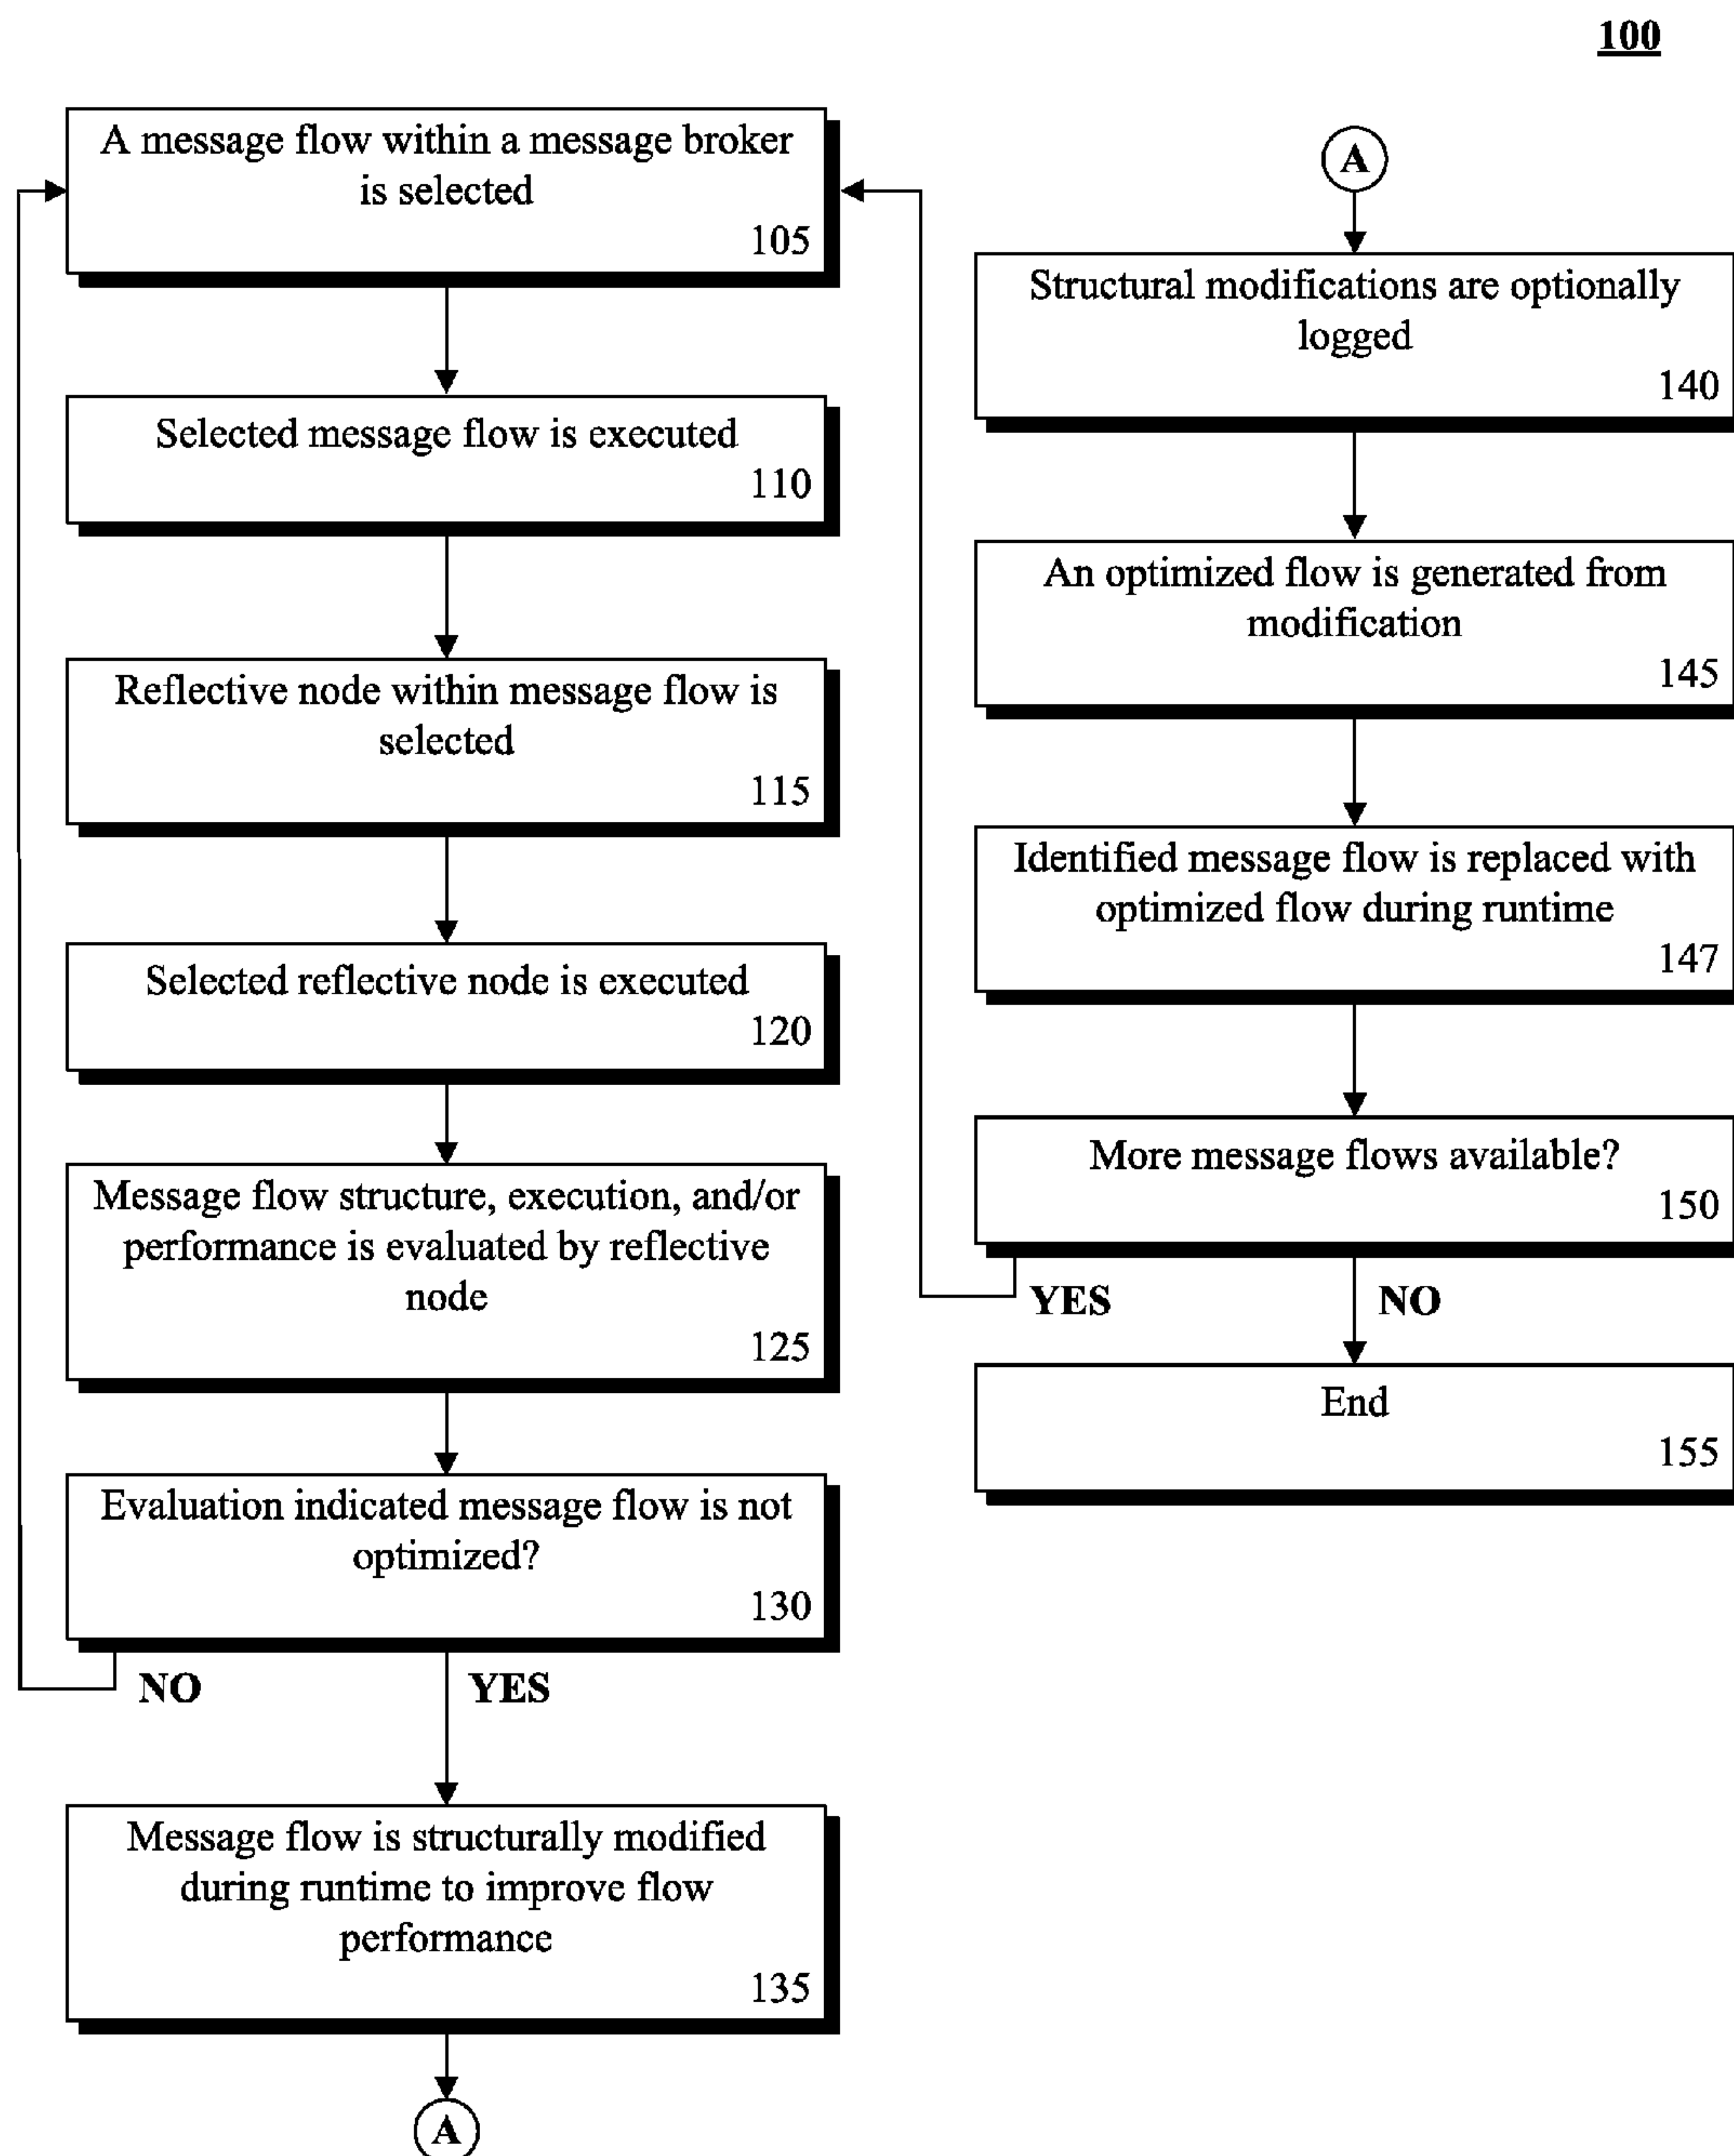 100
A message flow within a message broker
is selected
105
Selected message flow is executed
110
Reflective node within message flow is
selected
115
Selected reflective node is executed
120
Message flow structure, execution, and/or
performance is evaluated by reflective
node
125
Evaluation indicated message flow is not
optimized?
130
NO
YES
Message flow is structurally modified
during runtime to improve flow
performance
135
A
A
Structural modifications are optionally
logged
140
An optimized flow is generated from
modification
145
Identified message flow is replaced with
optimized flow during runtime
147
More message flows available?
150
YES
NO
End
155